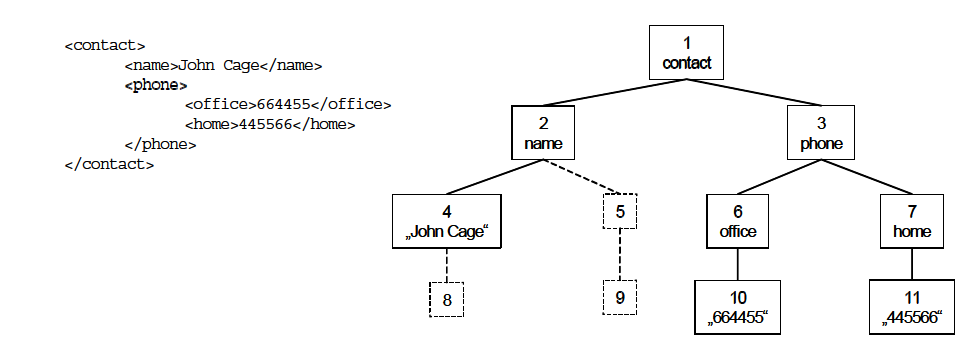 <contact>
<name>John Cage</name>
<phone>
<office>664455</office>
<home>445566</home>
</phone>
</contact>
1
contact
2
name
3
phone
4
„John Cage“
5
6
office
7
home
8
9
10
„664455“
11
„445566“